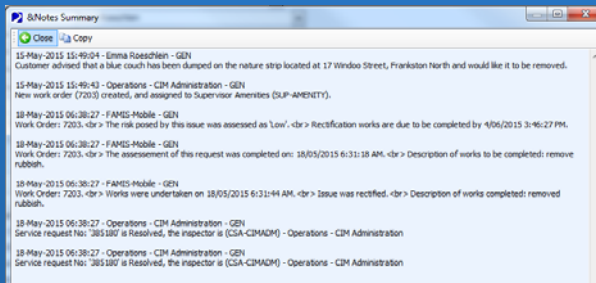 &Notes Summary
Close Copy
15-May-2015 15:49:04 - Emma Roeschlein - GEN
Customer advised that a blue couch has been dumped on the nature strip located at 17 Windoo Street, Frankston North and would like it to be removed.
15-May-2015 15:49:43 - Operations - CIM Administration - GEN
New work order (7203) created, and assigned to Supervisor Amenities (SUP-AMENITY).
18-May-2015 06:38:27 - FAMIS-Mobile - GEN
Work Order: 7203. <br> The risk posed by this issue was assessed as 'Low'. <br> Rectification works are due to be completed by 4/06/2015 3:46:27 PM.
18-May-2015 06:38:27 - FAMIS-Mobile - GEN
Work Order: 7203. <br> The assessement of this request was completed on: 18/05/2015 6:31:18 AM. <br> Description of works to be completed: remove
rubbish.
18-May-2015 06:38:27 - FAMIS-Mobile - GEN
Work Order: 7203. <br> Works were undertaken on 18/05/2015 6:31:44 AM. <br> Issue was rectified. <br> Description of works completed: removed
rubbish.
18-May-2015 06:38:27 - Operations - CIM Administration - GEN
Service request No: '385180' is Resolved, the inspector is (CSA-CIMADM) - Operations - CIM Administration
18-May-2015 06:38:27 - Operations - CIM Administration - GEN
Service request No: '385180' is Resolved, the inspector is (CSA-CIMADM) - Operations - CIM Administration